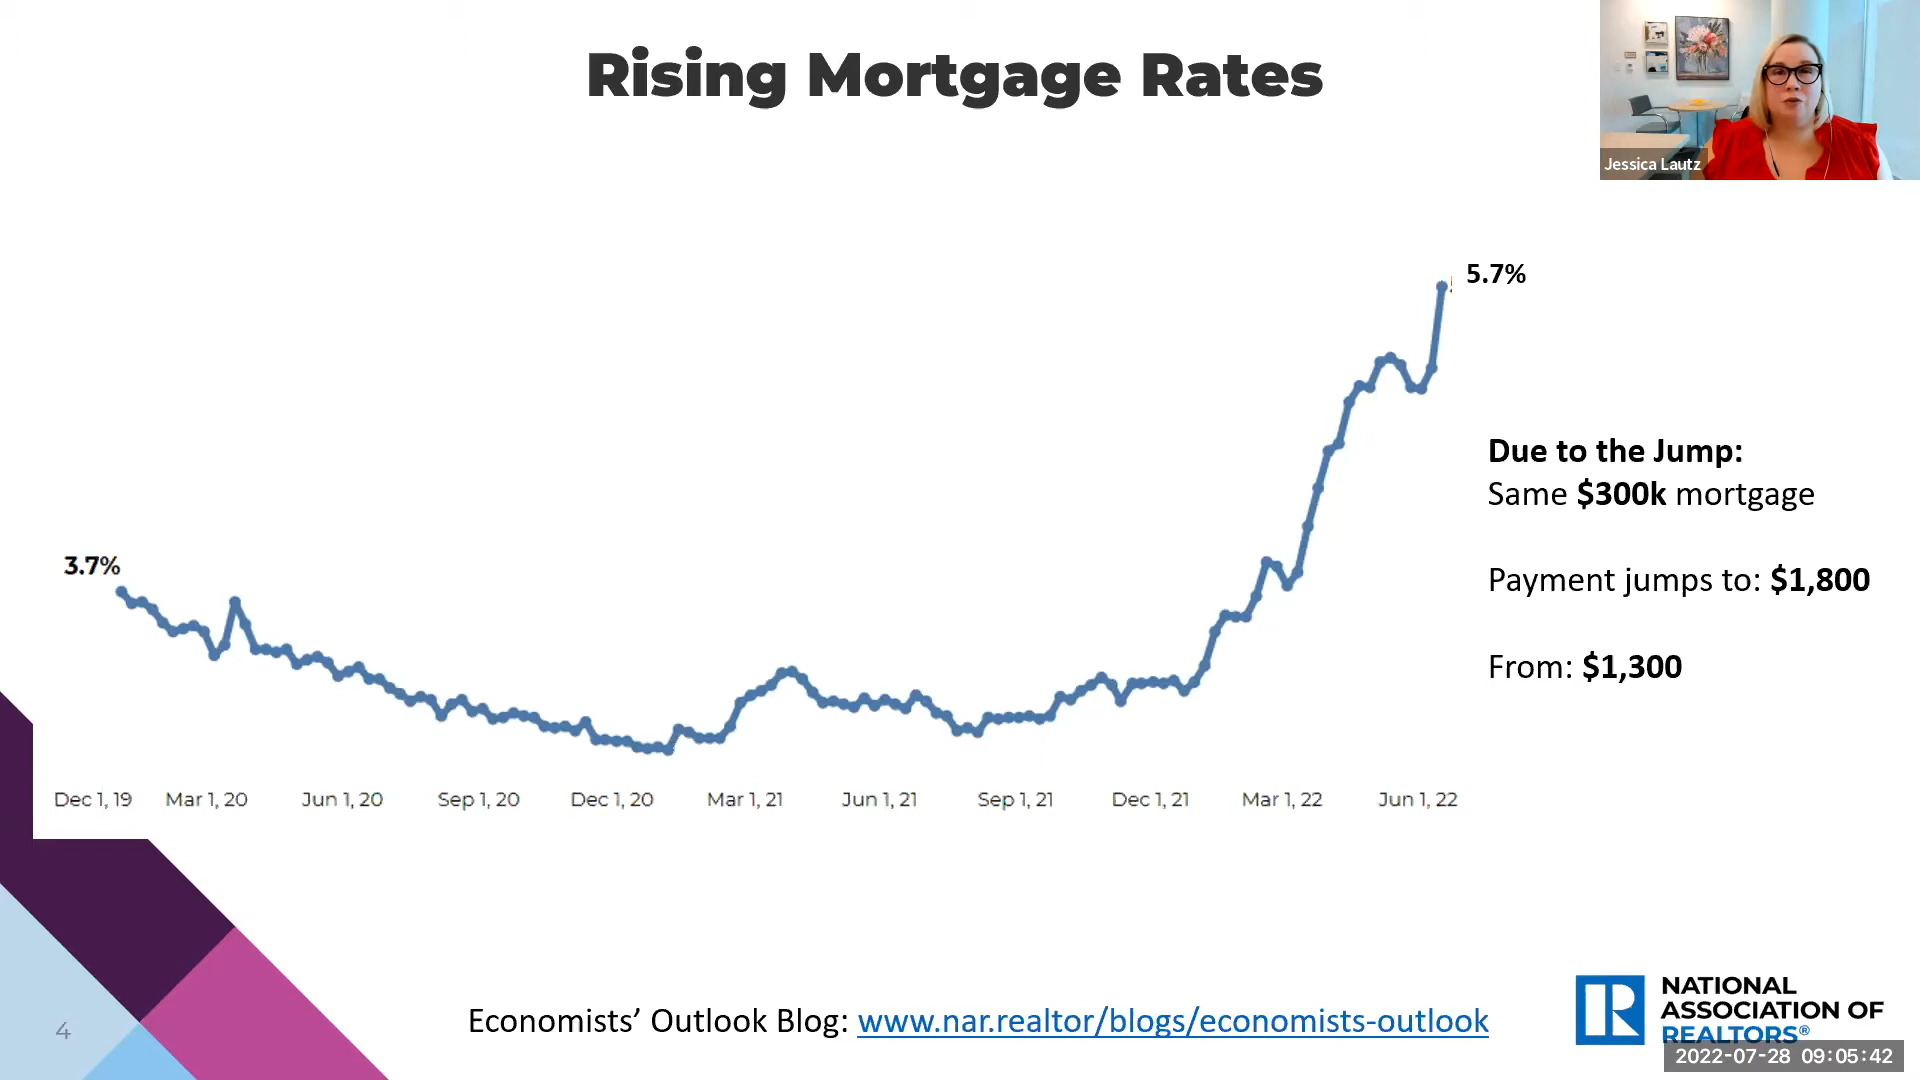 Rising Mortgage Rates
Jessica Lautz
5.7%
3.7%
Due to the Jump:
Same $300k mortgage
Payment jumps to: $1,800
From: $1,300
Dec 1, 19 Mar 1, 20 Jun 1, 20 Sep 1, 20 Dec 1, 20 Mar 1, 21 Jun 1, 21 Sep 1, 21 Dec 1, 21 Mar 1, 22 Jun 1, 22
4
Economists’ Outlook Blog: www.nar.realtor/blogs/economists-outlook
R
NATIONAL
ASSOCIATION OF
REALTORS®
2022-07-28 09:05:42